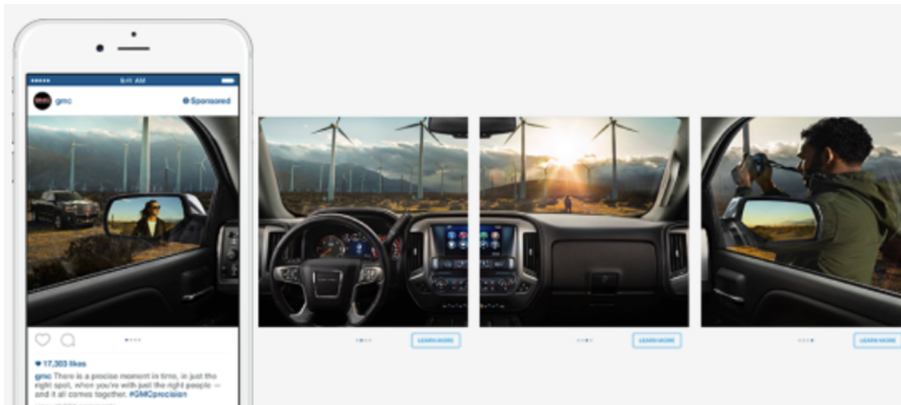 9:41 AM
gmc
Sponsored
LEARN MORE
LEARN MORE
LEARN MORE
17,303 likes
gmc There is a precise moment in time, in just the
right spot, when you're with just the right people —
and it all comes together. #GMCprecision